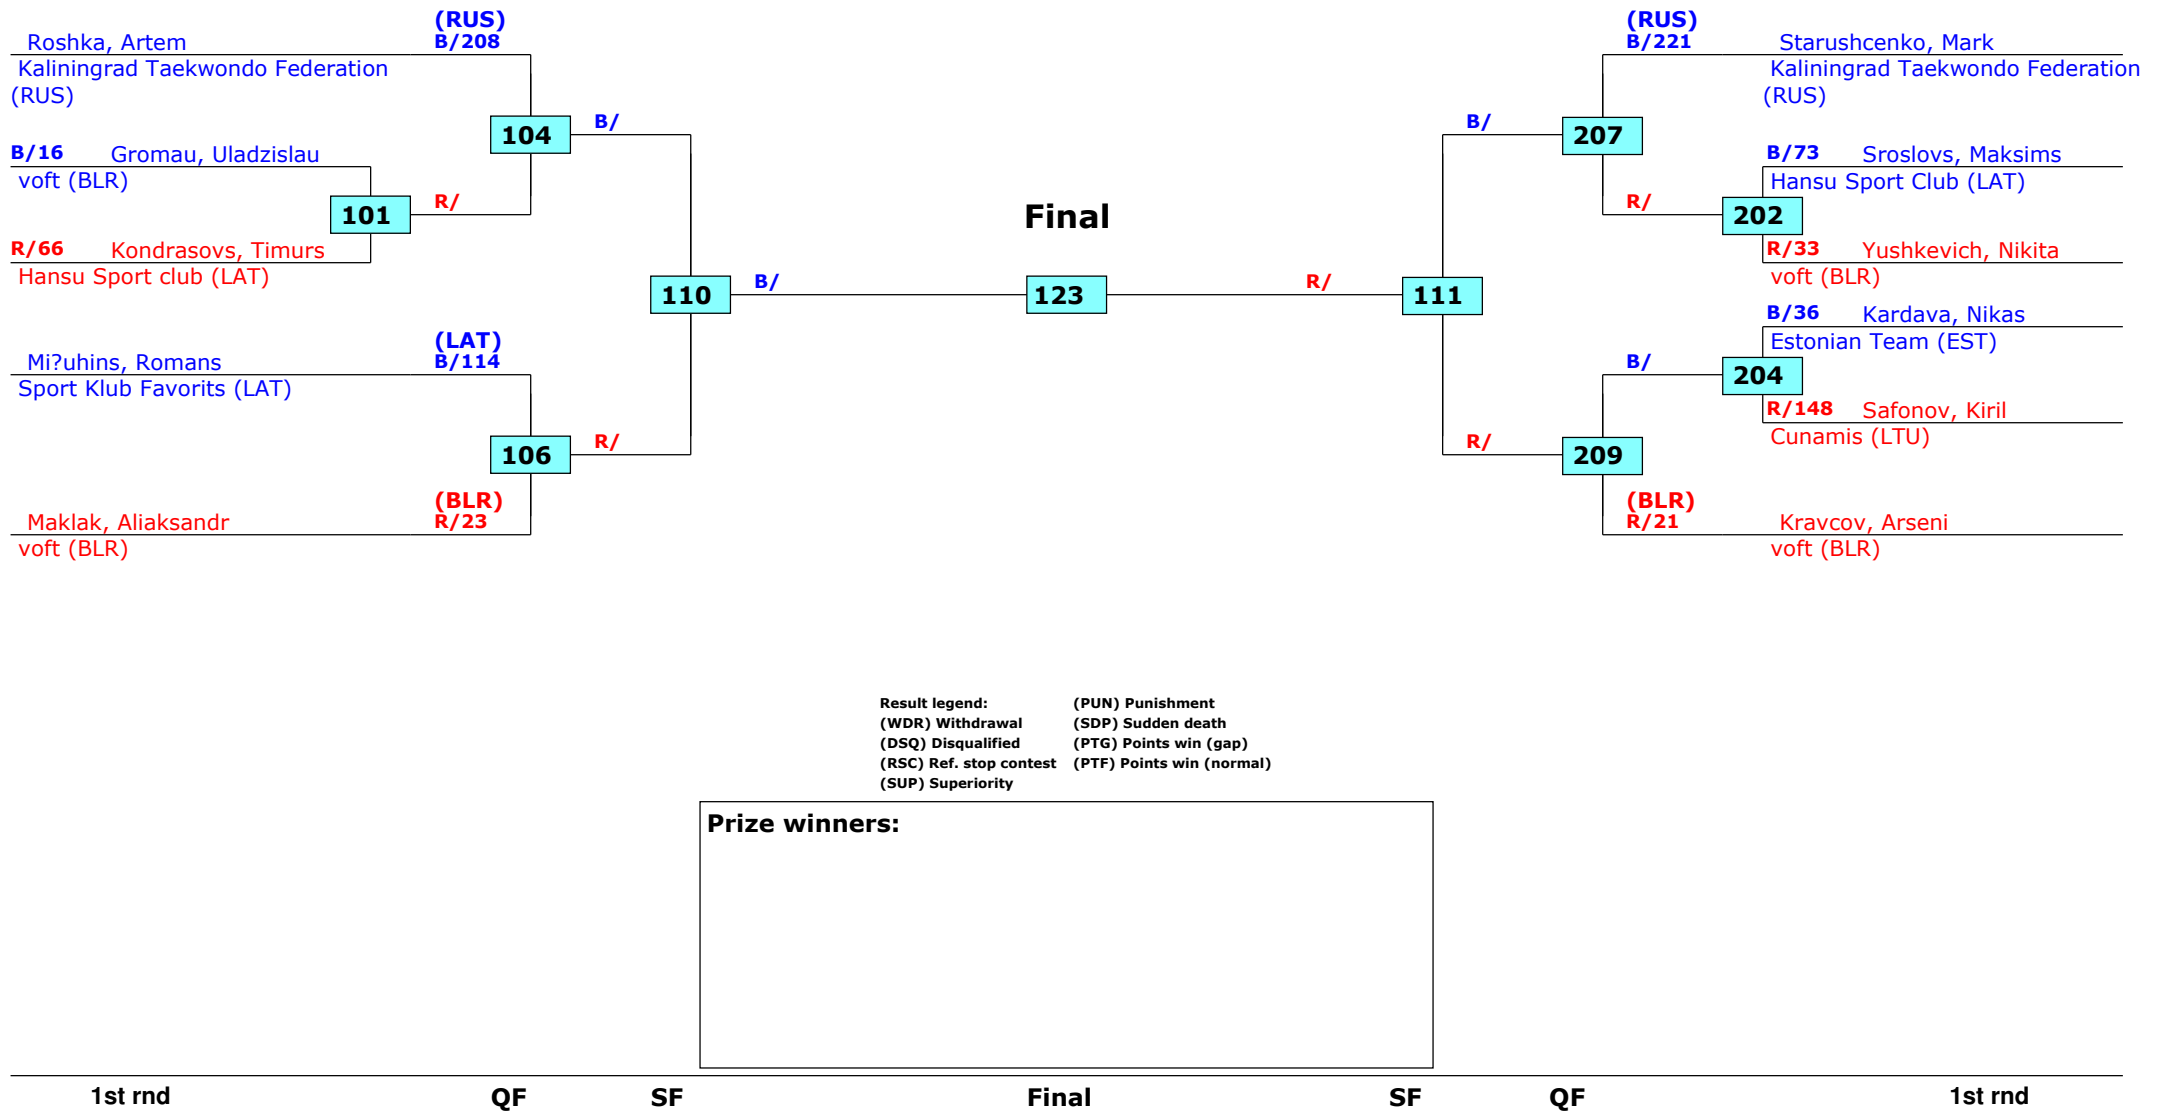 (RUS)
Roshka, Artem
B/208
Kaliningrad Taekwondo Federation
(RUS)
104
B/
B/16
Gromau, Uladzislau
voft (BLR)
101
R/
R/66
Kondrasovs, Timurs
Hansu Sport club (LAT)
110
B/
(LAT)
Mi?uhins, Romans
B/114
Sport Klub Favorits (LAT)
106
R/
(BLR)
Maklak, Aliaksandr
R/23
voft (BLR)
Final
123
(RUS)
B/221
Starushcenko, Mark
Kaliningrad Taekwondo Federation
(RUS)
B/
207
B/73
Sroslovs, Maksims
Hansu Sport Club (LAT)
R/
202
R/33
Yushkevich, Nikita
voft (BLR)
R/
111
B/36
Kardava, Nikas
Estonian Team (EST)
B/
204
R/148
Safonov, Kiril
Cunamis (LTU)
R/
209
(BLR)
R/21
Kravcov, Arseni
voft (BLR)
Result legend:
(WDR) Withdrawal
(DSQ) Disqualified
(RSC) Ref. stop contest
(SUP) Superiority
(PUN) Punishment
(SDP) Sudden death
(PTG) Points win (gap)
(PTF) Points win (normal)
Prize winners:
1st rnd
QF
SF
Final
SF
QF
1st rnd